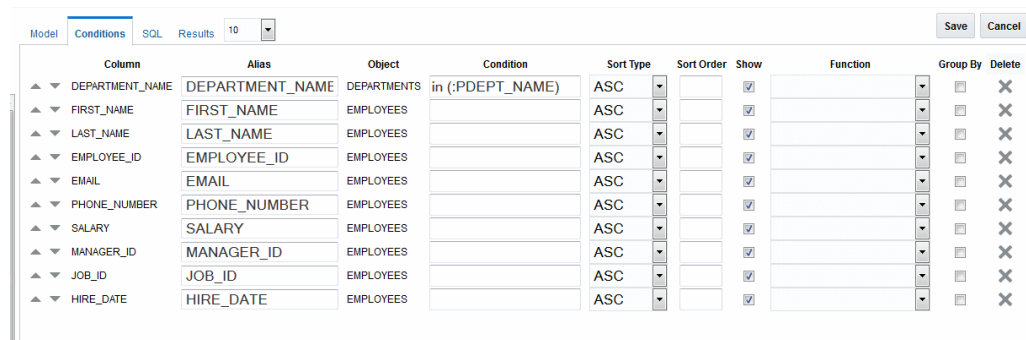 Model Conditions SQL Results 10 Save Cancel
Column Alias Object Condition Sort Type Sort Order Show Function Group By Delete
DEPARTMENT_NAME DEPARTMENT_NAME DEPARTMENTS in (:PDEPT_NAME) ASC
FIRST_NAME FIRST_NAME EMPLOYEES ASC
LAST_NAME LAST_NAME EMPLOYEES ASC
EMPLOYEE_ID EMPLOYEE_ID EMPLOYEES ASC
EMAIL EMAIL EMPLOYEES ASC
PHONE_NUMBER PHONE_NUMBER EMPLOYEES ASC
SALARY SALARY EMPLOYEES ASC
MANAGER_ID MANAGER_ID EMPLOYEES ASC
JOB_ID JOB_ID EMPLOYEES ASC
HIRE_DATE HIRE_DATE EMPLOYEES ASC